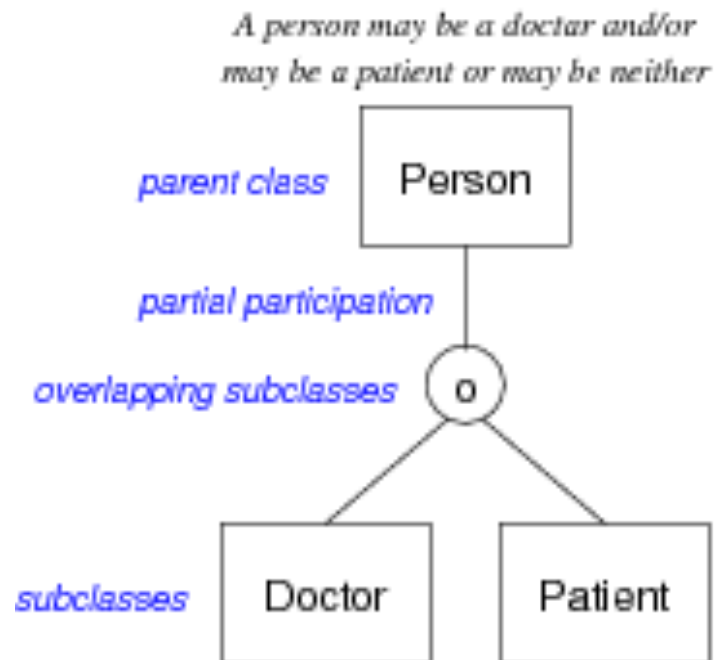 A person may be a doctar and/or
may be a patient or may be neither
parent class
Person
partial participation
overlapping subclasses
o
subclasses
Doctor
Patient